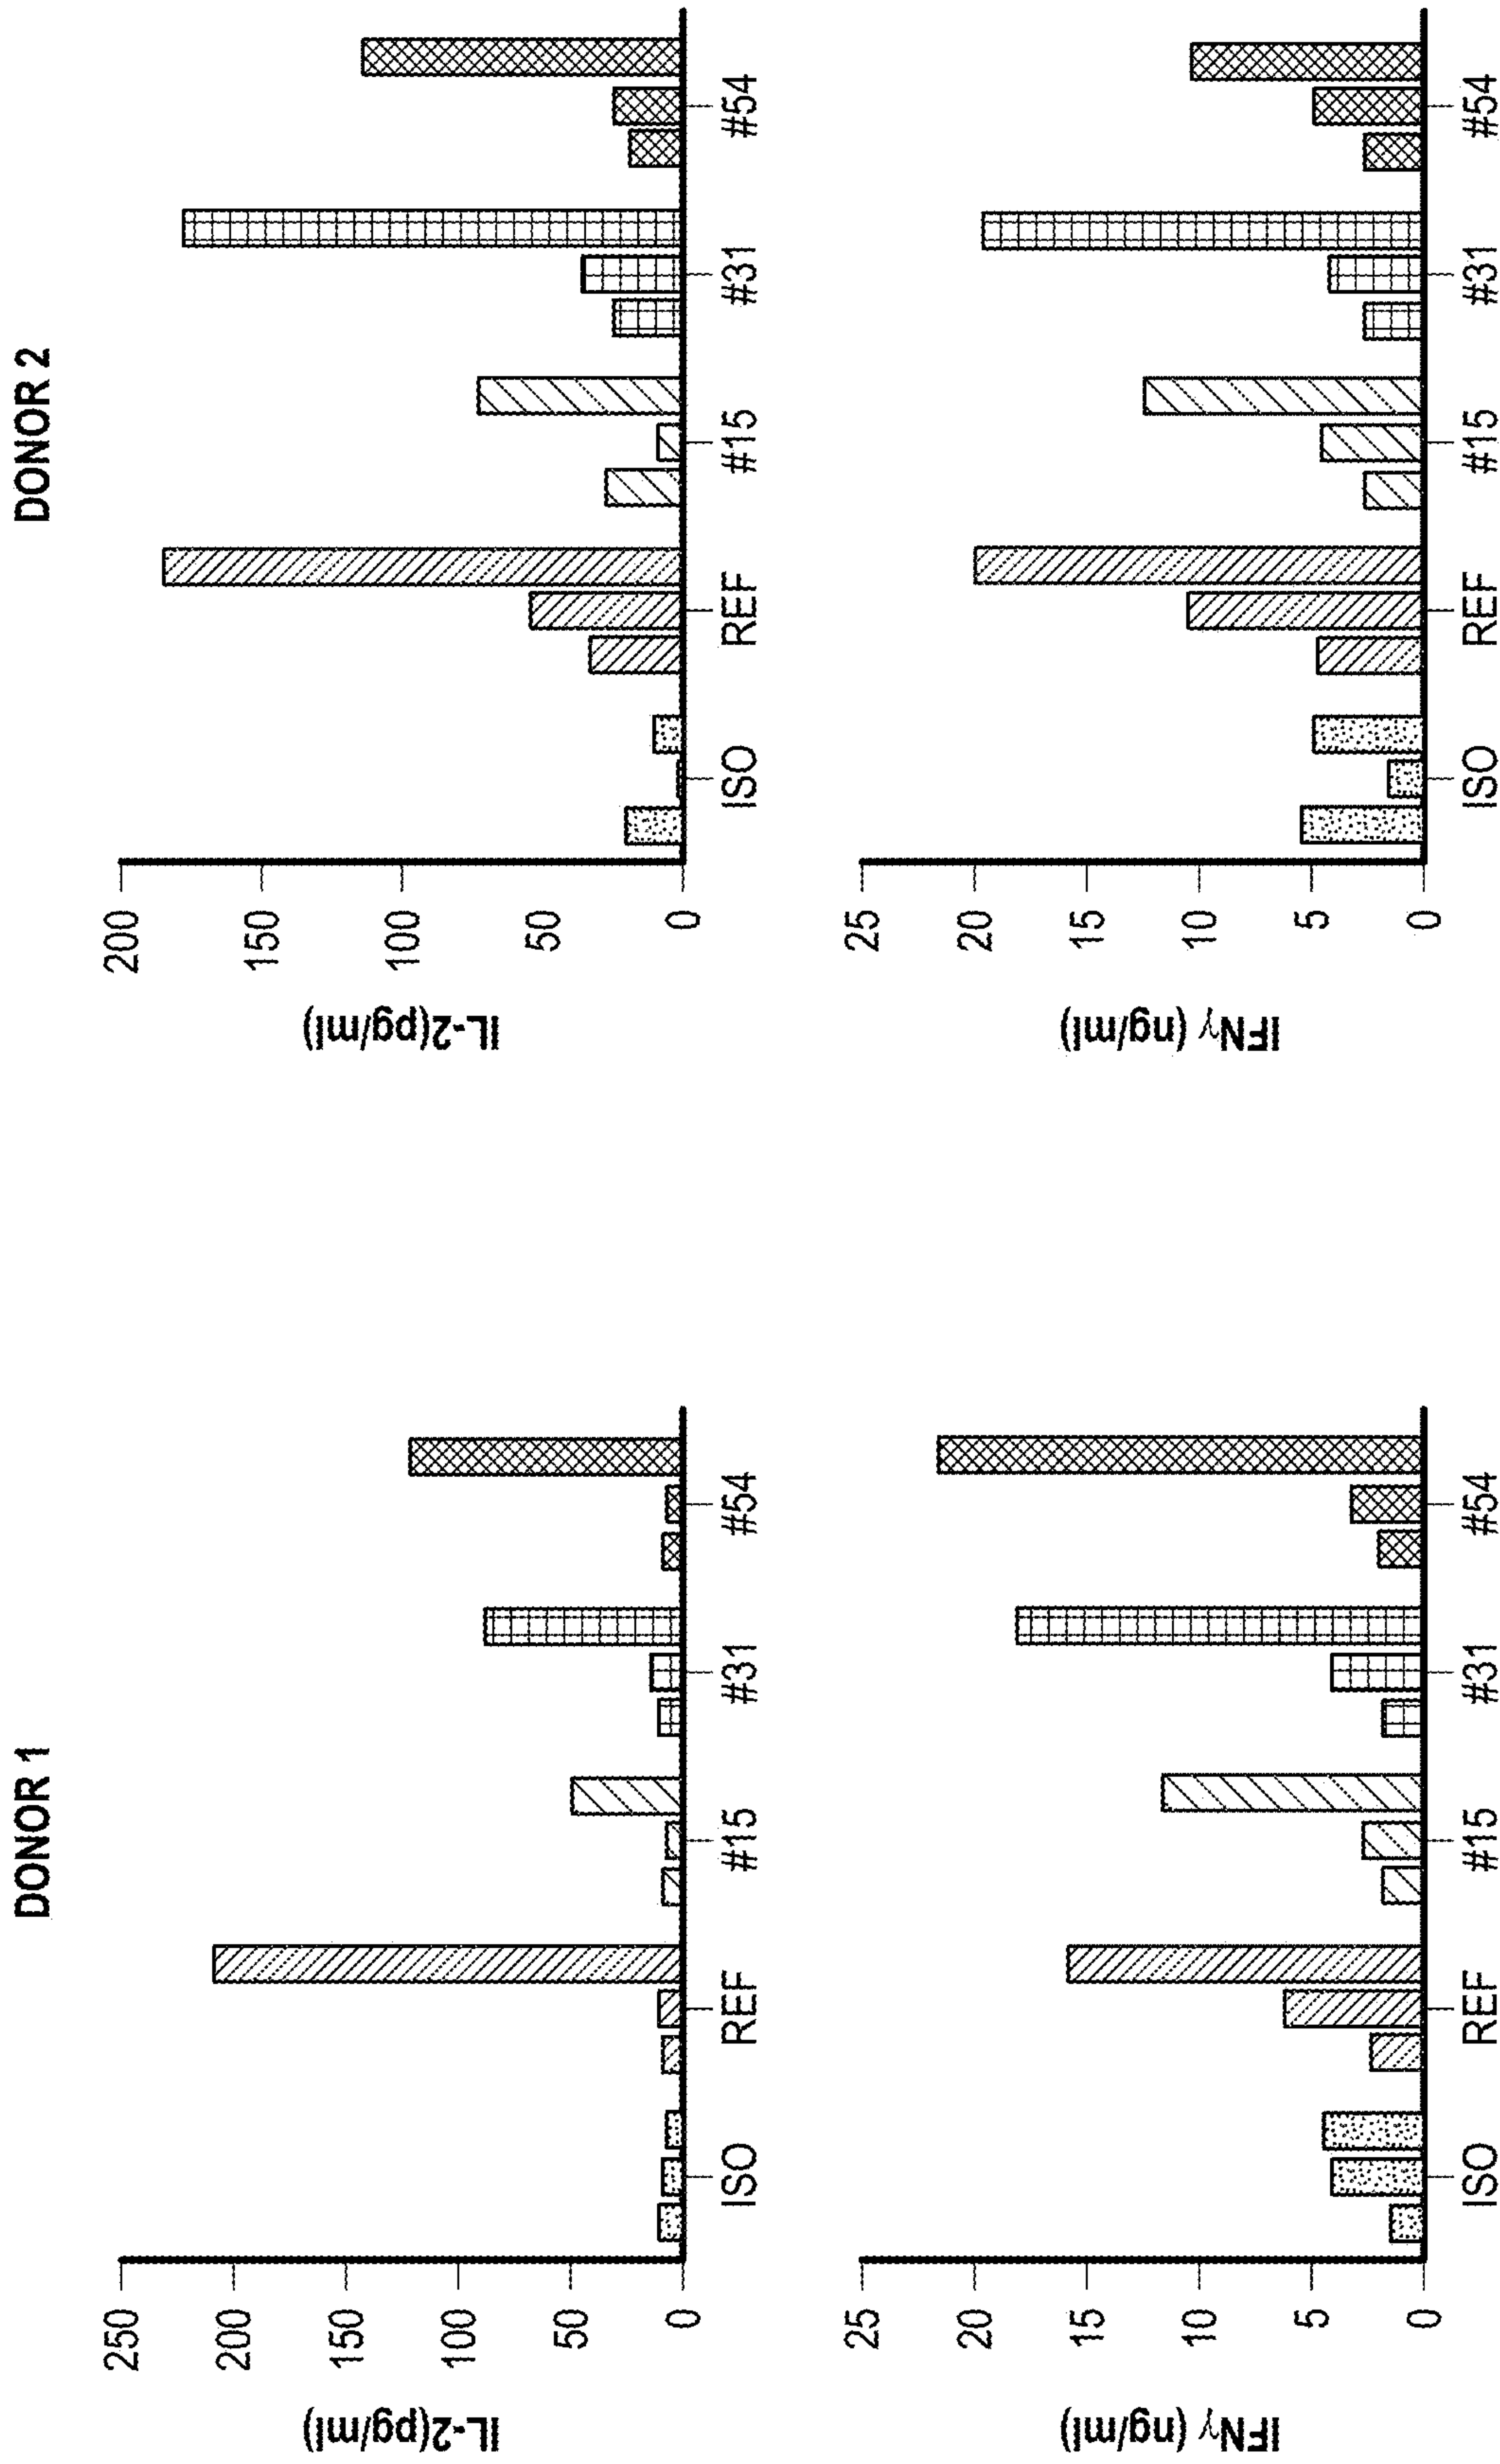 DONOR 1
IL-2(pg/ml)
250
200
150
100
50
0
ISO REF #15 #31 #54
IFNγ (ng/ml)
25
20
15
10
5
0
ISO REF #15 #31 #54
DONOR 2
IL-2(pg/ml)
200
150
100
50
0
ISO REF #15 #31 #54
IFNγ (ng/ml)
25
20
15
10
5
0
ISO REF #15 #31 #54